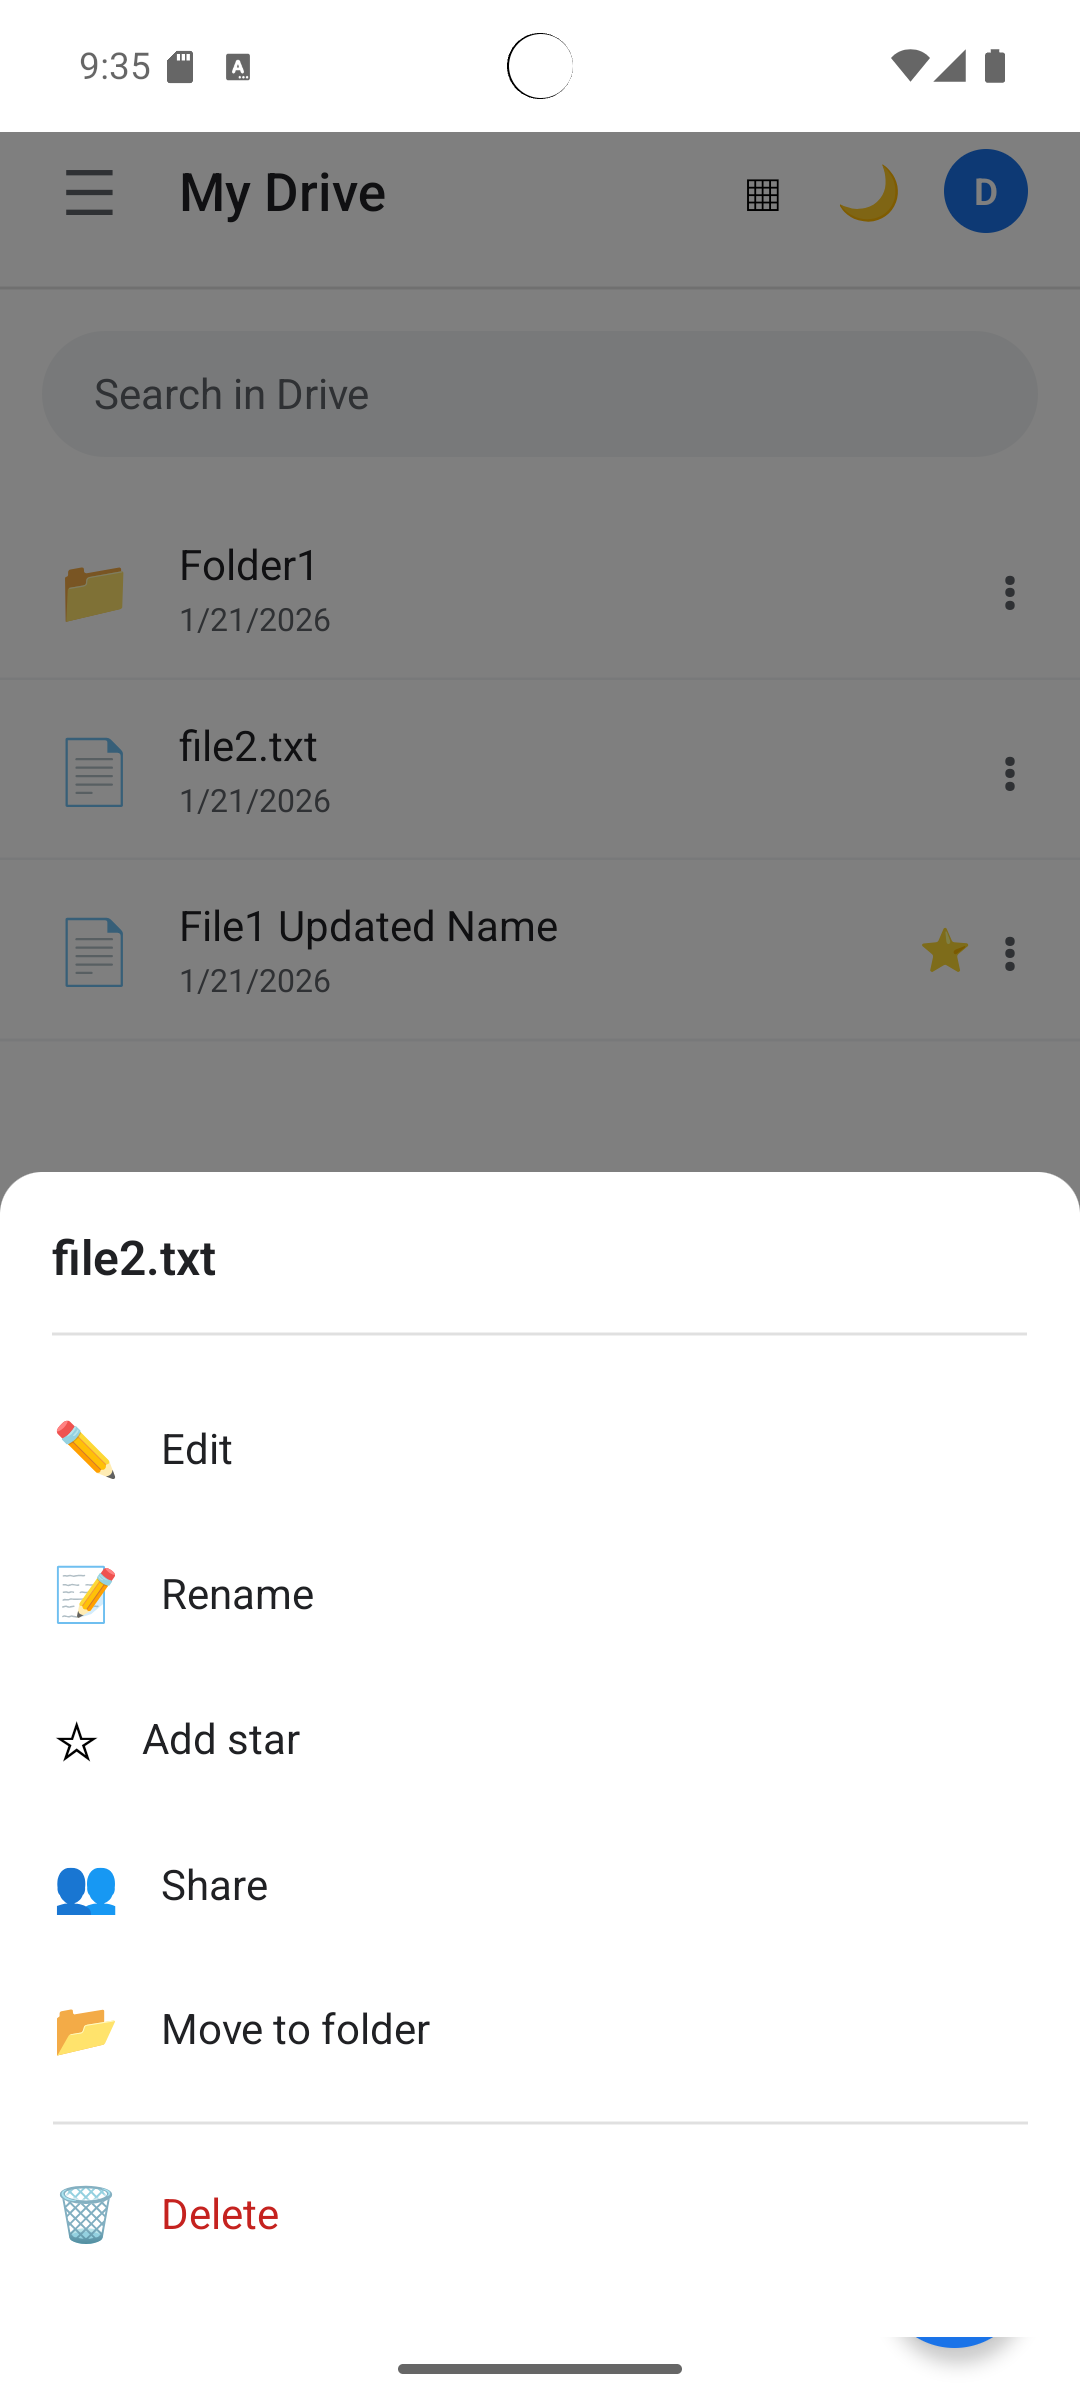 9:35
My Drive
D
Search in Drive
Folder1
1/21/2026
file2.txt
1/21/2026
File1 Updated Name
1/21/2026
file2.txt
Edit
Rename
Add star
Share
Move to folder
Delete